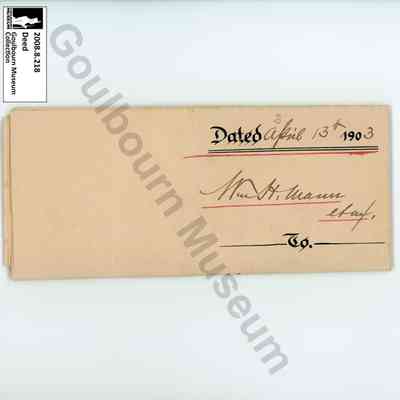 2008.8.218
Deed
Goulbourn Museum
Collection
Goulbourn Museum
Dated April 13th 1903
Wm H. Mann
et ux,
To.